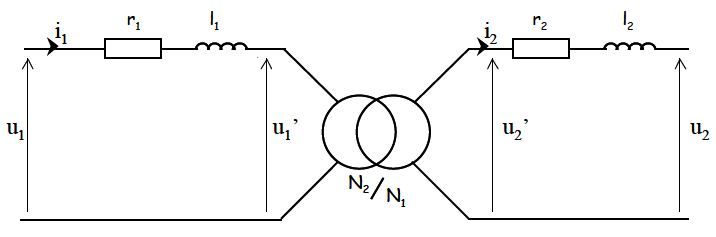 i₁ r₁ l₁ i₂ r₂ l₂
u₁ u₁’ u₂’ u₂
N₂/N₁